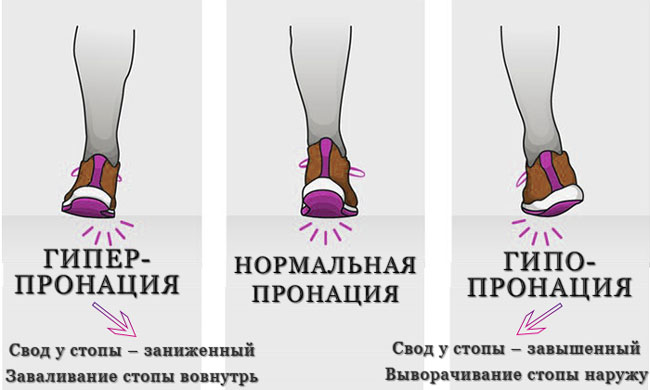 ГИПЕР-
ПРОНАЦИЯ
Свод у стопы – заниженный
Заваливание стопы вовнутрь
НОРМАЛЬНАЯ
ПРОНАЦИЯ
ГИПО-
ПРОНАЦИЯ
Свод у стопы – завышенный
Выворачивание стопы наружу